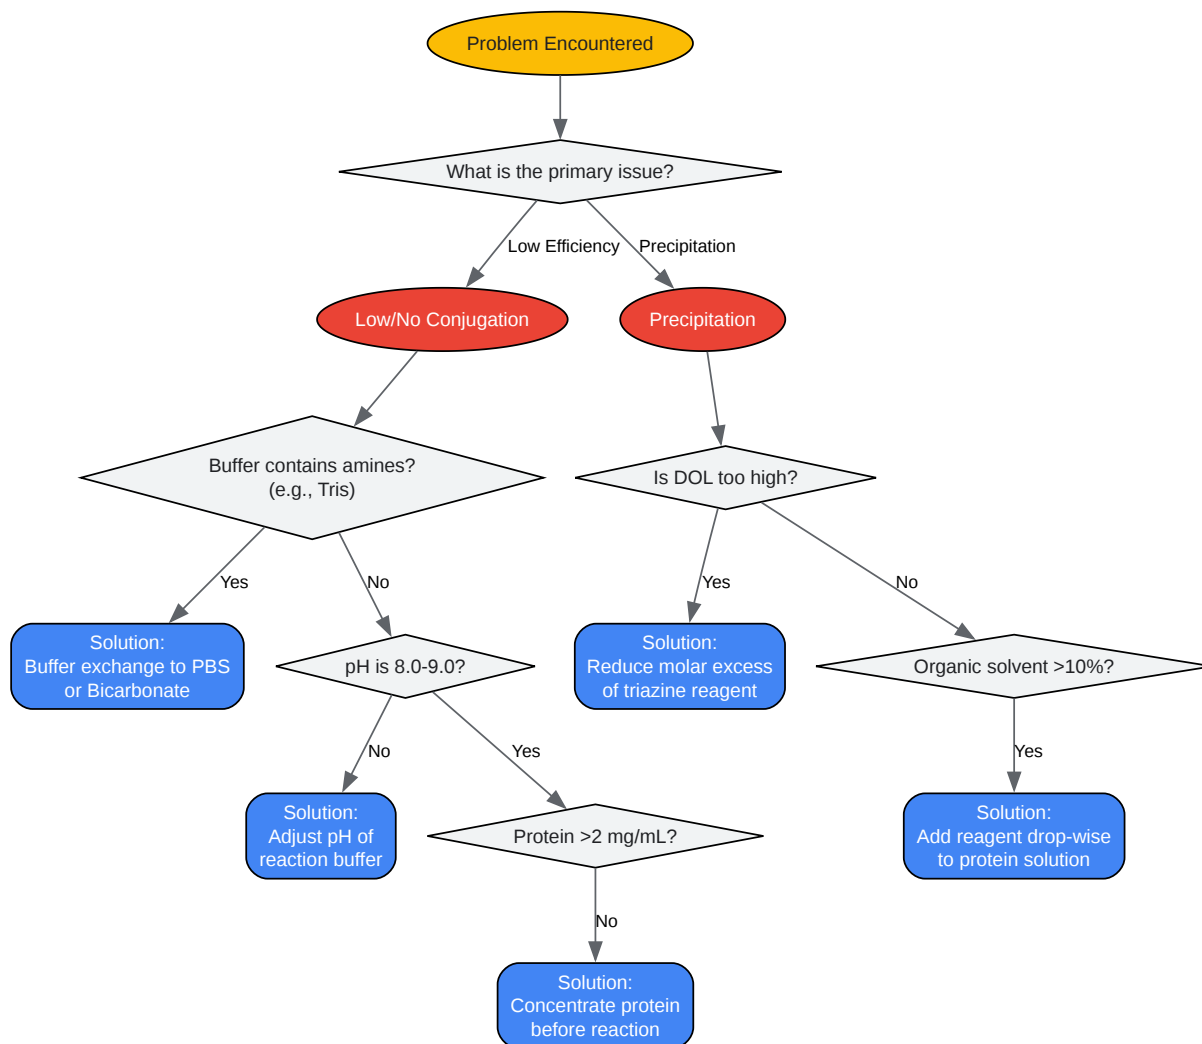 Problem Encountered
What is the primary issue?
Low Efficiency
Precipitation
Low/No Conjugation
Precipitation
Buffer contains amines?
(e.g., Tris)
Is DOL too high?
Yes
No
Yes
No
Solution:
Buffer exchange to PBS
or Bicarbonate
pH is 8.0-9.0?
Solution:
Reduce molar excess
of triazine reagent
Organic solvent >10%?
No
Yes
Yes
Solution:
Adjust pH of
reaction buffer
Protein >2 mg/mL?
Solution:
Add reagent drop-wise
to protein solution
No
Solution:
Concentrate protein
before reaction